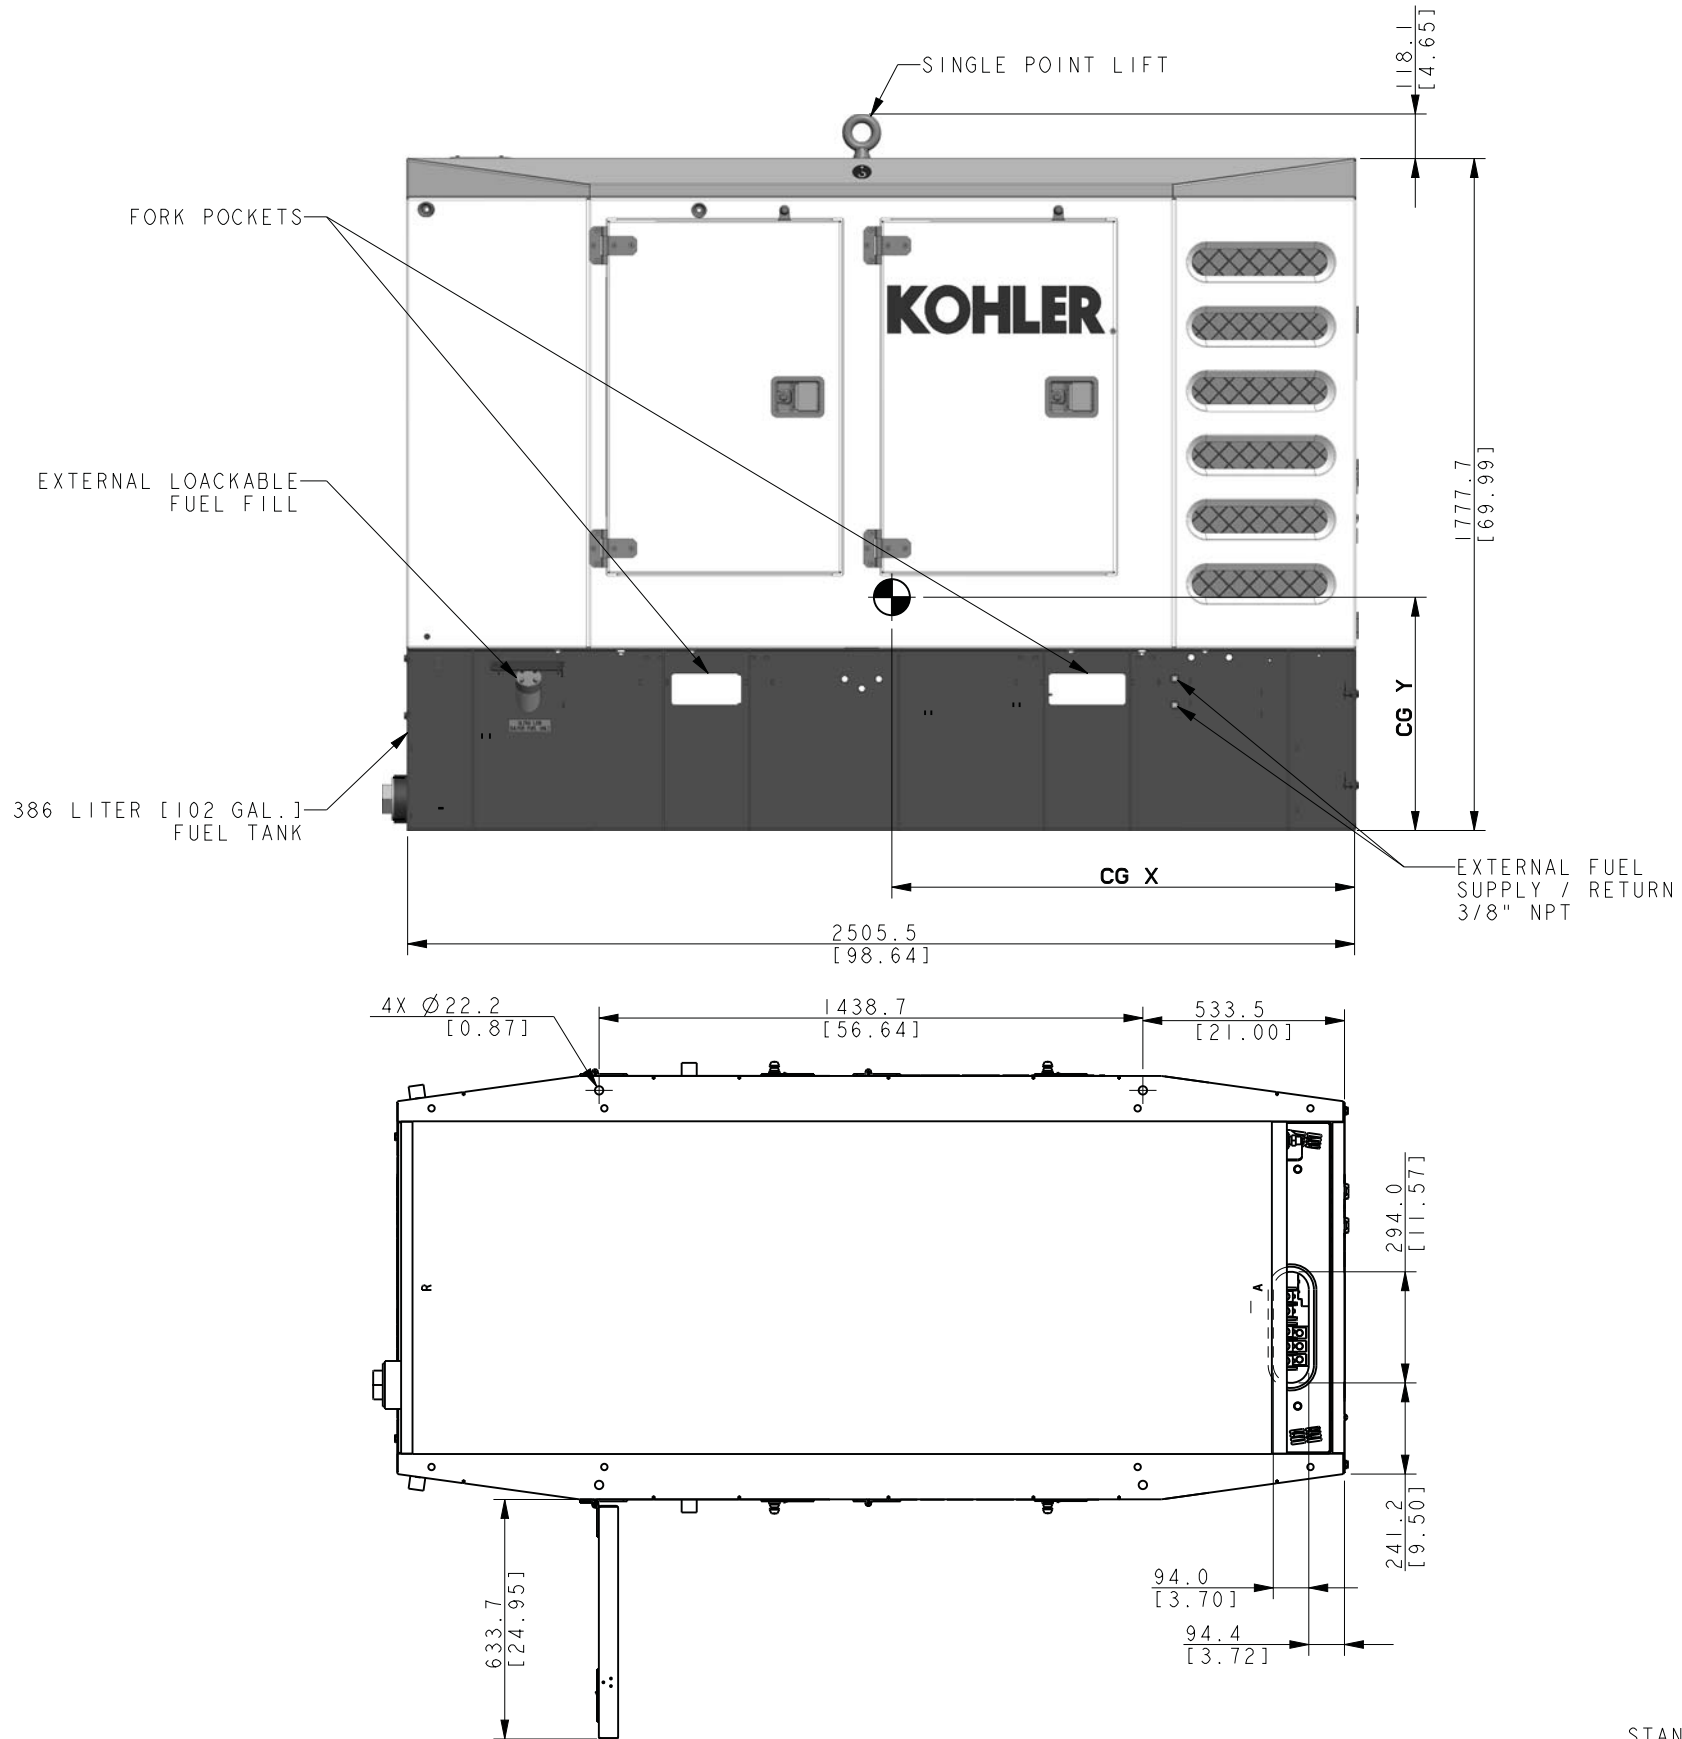 118.1
[4.65]
SINGLE POINT LIFT
FORK POCKETS
KOHLER
EXTERNAL LOACKABLE
FUEL FILL
1777.7
[69.99]
CG Y
386 LITER [102 GAL.]
FUEL TANK
EXTERNAL FUEL
SUPPLY / RETURN
3/8" NPT
CG X
2505.5
[98.64]
4X Ø22.2
[0.87]
1438.7
[56.64]
533.5
[21.00]
294.0
[11.57]
R
A
241.2
[9.50]
94.0
[3.70]
94.4
[3.72]
633.7
[24.95]
STAN